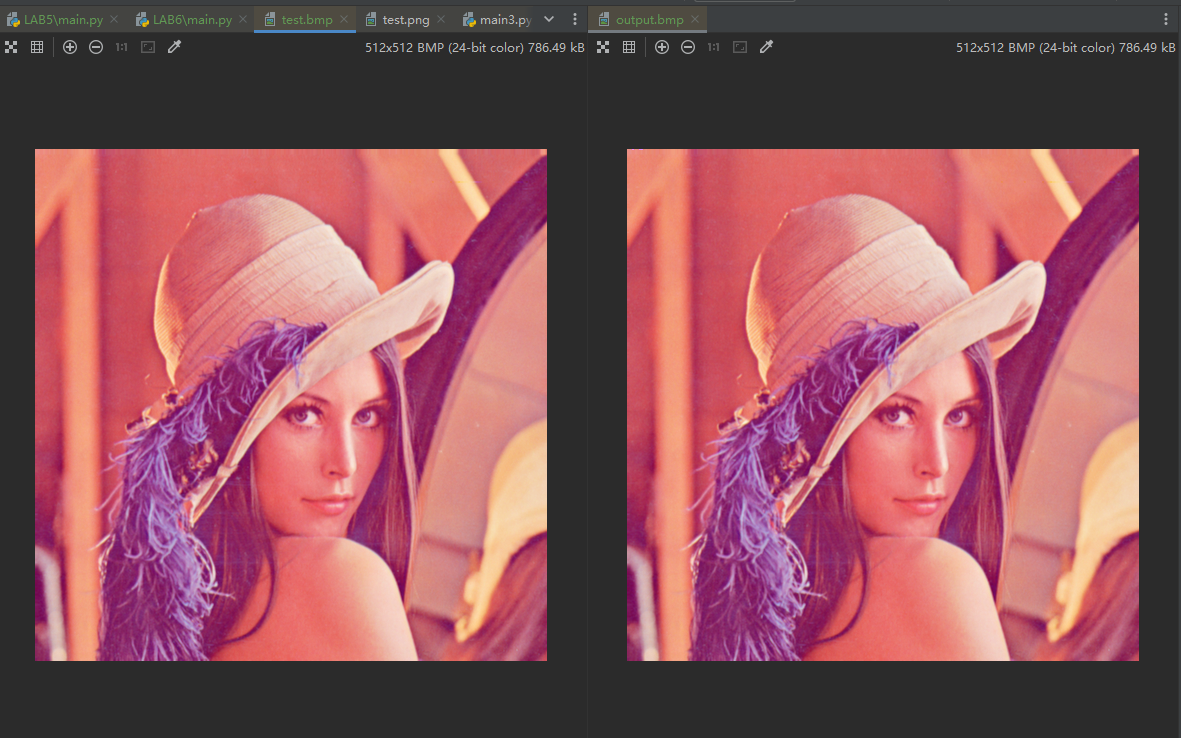 LAB5\main.py LAB6\main.py test.bmp test.png main3.py output.bmp
1:1 512x512 BMP (24-bit color) 786.49 kB 1:1 512x512 BMP (24-bit color) 786.49 kB